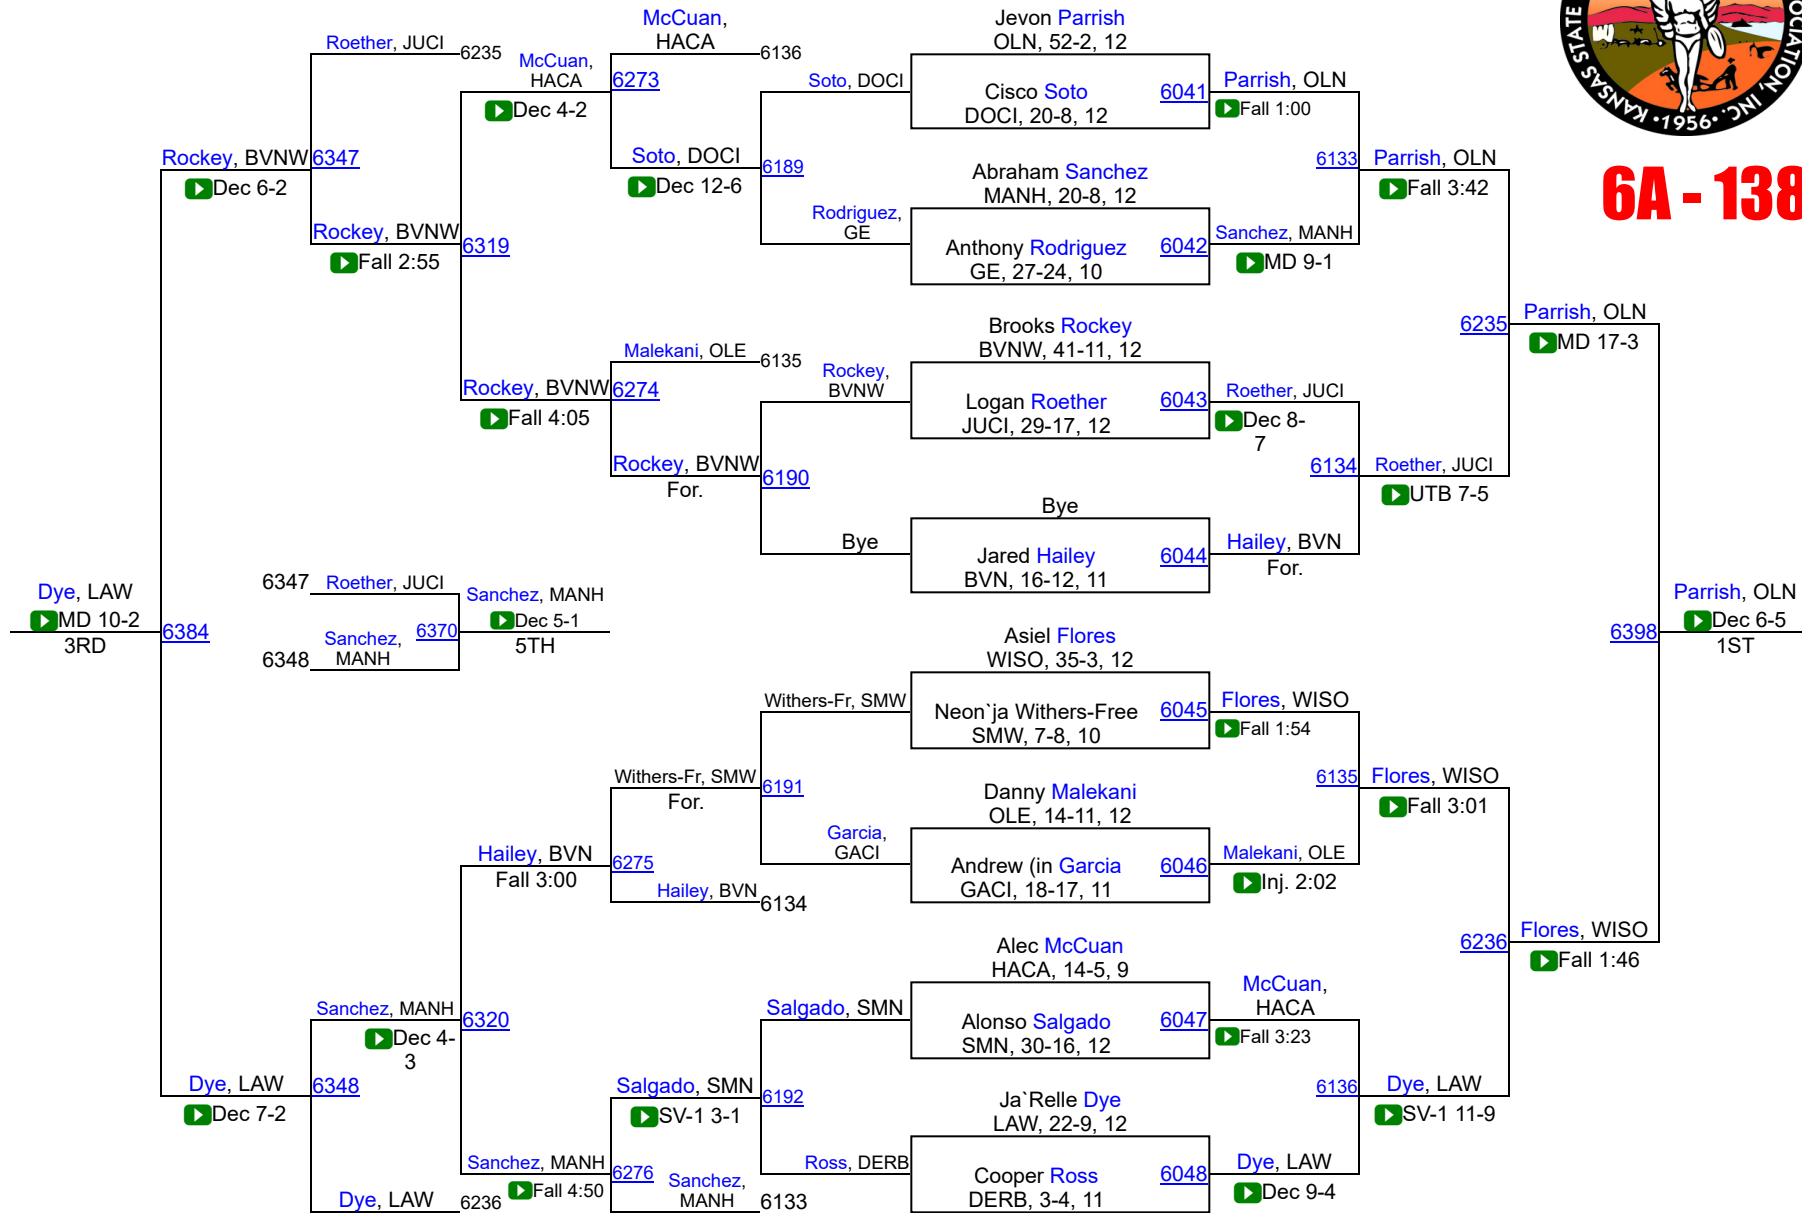 McCuan,
HACA
6136
Jevon Parrish
OLN, 52-2, 12
Roether, JUCI
6235
McCuan,
HACA
6273
Dec 4-2
Soto, DOCI
Cisco Soto
DOCI, 20-8, 12
6041
Parrish, OLN
Fall 1:00
KANSAS STATE
OCIATION, INC.
•1956•
Rockey, BVNW
6347
Dec 6-2
Soto, DOCI
Dec 12-6
6189
Abraham Sanchez
MANH, 20-8, 12
6133
Parrish, OLN
Fall 3:42
6A - 138
Rockey, BVNW
Fall 2:55
6319
Rodriguez,
GE
Anthony Rodriguez
GE, 27-24, 10
6042
Sanchez, MANH
MD 9-1
Brooks Rockey
BVNW, 41-11, 12
6235
Parrish, OLN
MD 17-3
Malekani, OLE
6135
Rockey, BVNW
6274
Fall 4:05
Rockey,
BVNW
Logan Roether
JUCI, 29-17, 12
6043
Roether, JUCI
Dec 8-
7
Rockey, BVNW
For.
6190
6134
Roether, JUCI
UTB 7-5
Bye
Bye
Jared Hailey
BVN, 16-12, 11
6044
Hailey, BVN
For.
Dye, LAW
MD 10-2
3RD
6384
6347
Roether, JUCI
Sanchez,
MANH
6348
6370
Sanchez, MANH
Dec 5-1
5TH
Asiel Flores
WISO, 35-3, 12
6398
Parrish, OLN
Dec 6-5
1ST
Withers-Fr, SMW
Neon`ja Withers-Free
SMW, 7-8, 10
6045
Flores, WISO
Fall 1:54
Withers-Fr, SMW
For.
6191
Danny Malekani
OLE, 14-11, 12
6135
Flores, WISO
Fall 3:01
Hailey, BVN
Fall 3:00
6275
Garcia,
GACI
Andrew (in Garcia
GACI, 18-17, 11
6046
Malekani, OLE
Inj. 2:02
Hailey, BVN
6134
Alec McCuan
HACA, 14-5, 9
6236
Flores, WISO
Fall 1:46
Sanchez, MANH
Dec 4-
3
6320
Salgado, SMN
Alonso Salgado
SMN, 30-16, 12
6047
McCuan,
HACA
Fall 3:23
Dye, LAW
Dec 7-2
6348
Salgado, SMN
SV-1 3-1
6192
Ja`Relle Dye
LAW, 22-9, 12
6136
Dye, LAW
SV-1 11-9
Sanchez, MANH
Fall 4:50
6276
Ross, DERB
Cooper Ross
DERB, 3-4, 11
6048
Dye, LAW
Dec 9-4
Dye, LAW
6236
Sanchez,
MANH
6133